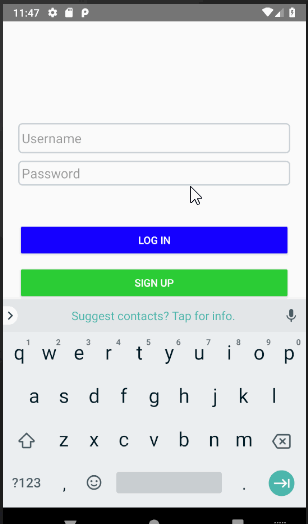 11:47
Username
Password
LOG IN
SIGN UP
Suggest contacts? Tap for info.
1 2 3 4 5 6 7 8 9 0
q w e r t y u i o p
a s d f g h j k l
z x c v b n m
?123 , .